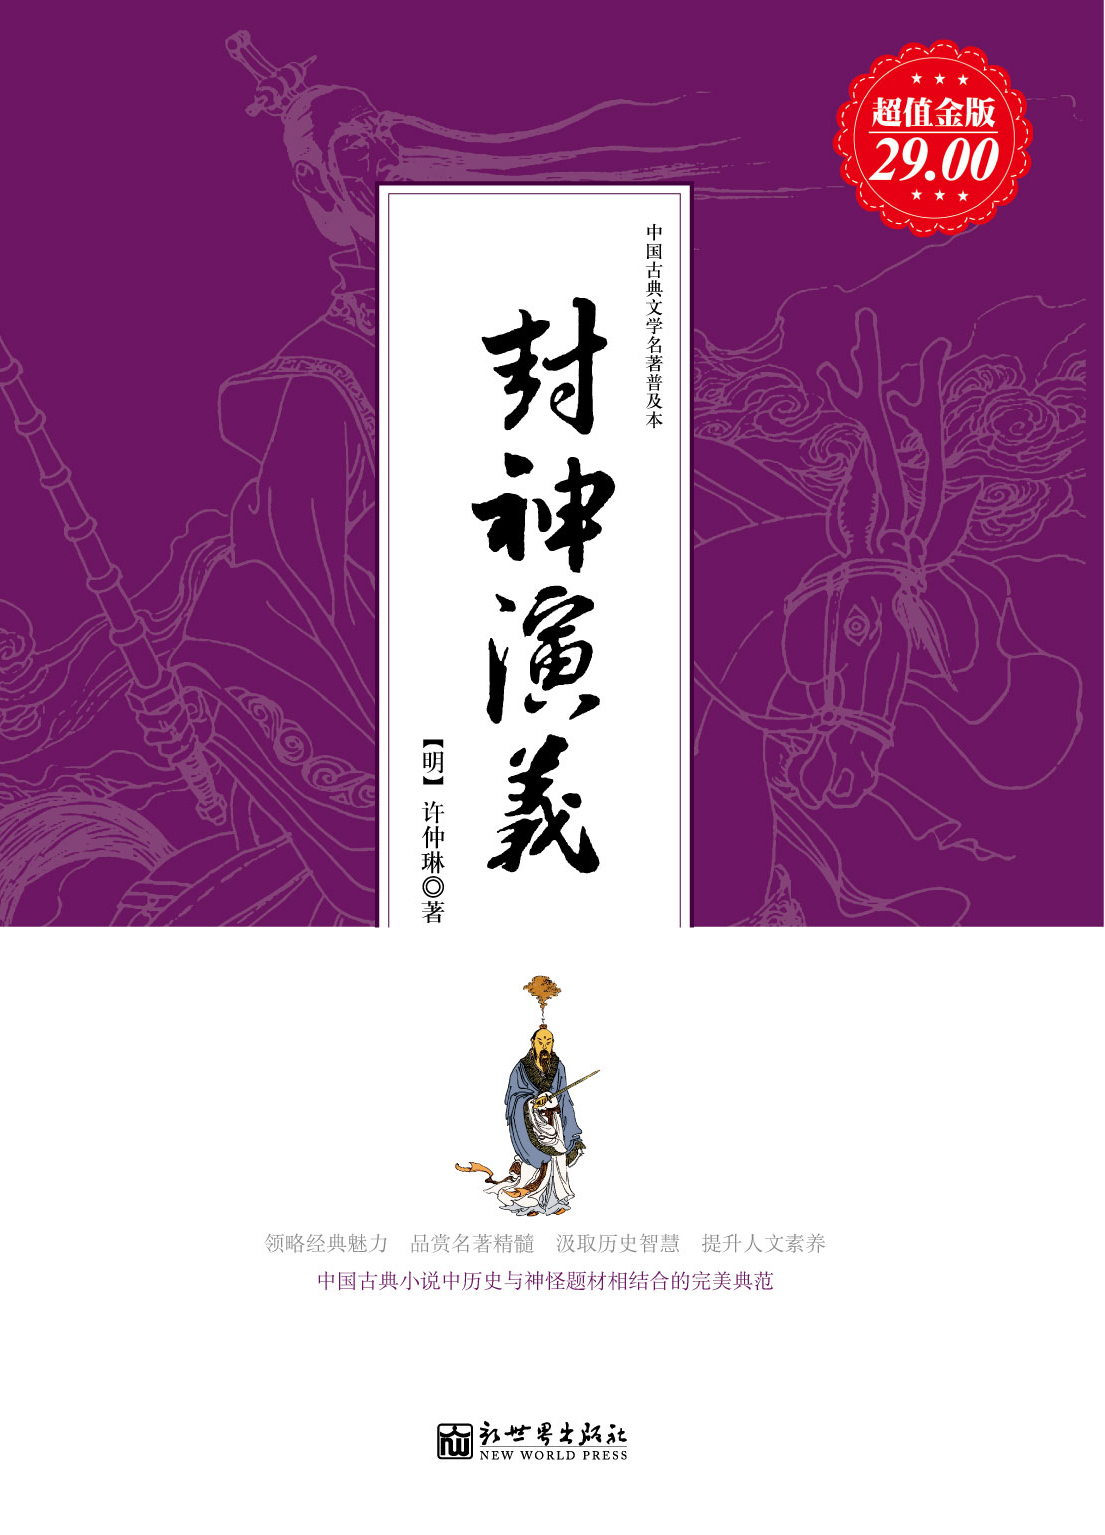 超值金版
29.00
中国古典文学名著普及本
封神演義
【明】许仲琳◎著
领略经典魅力 品赏名著精髓 汲取历史智慧 提升人文素养
中国古典小说中历史与神怪题材相结合的完美典范
新世界出版社
NEW WORLD PRESS